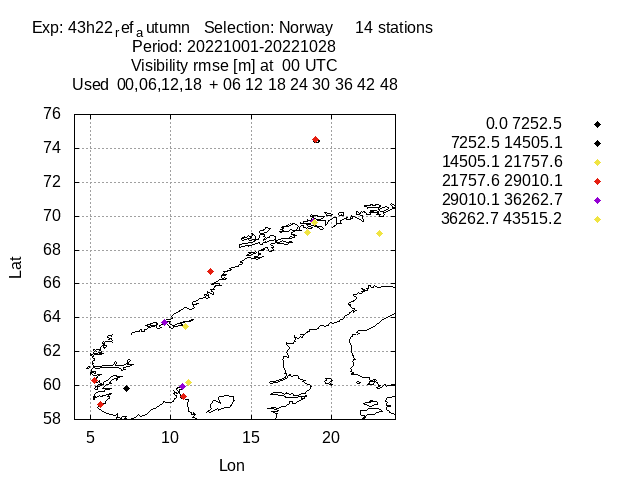 Exp: 43h22refautumn Selection: Norway 14 stations
Period: 20221001-20221028
Visibility rmse [m] at 00 UTC
Used 00,06,12,18 + 06 12 18 24 30 36 42 48
0.0 7252.5
7252.5 14505.1
14505.1 21757.6
21757.6 29010.1
29010.1 36262.7
36262.7 43515.2
76
74
72
70
68
66
64
62
60
58
Lat
5 10 15 20
Lon